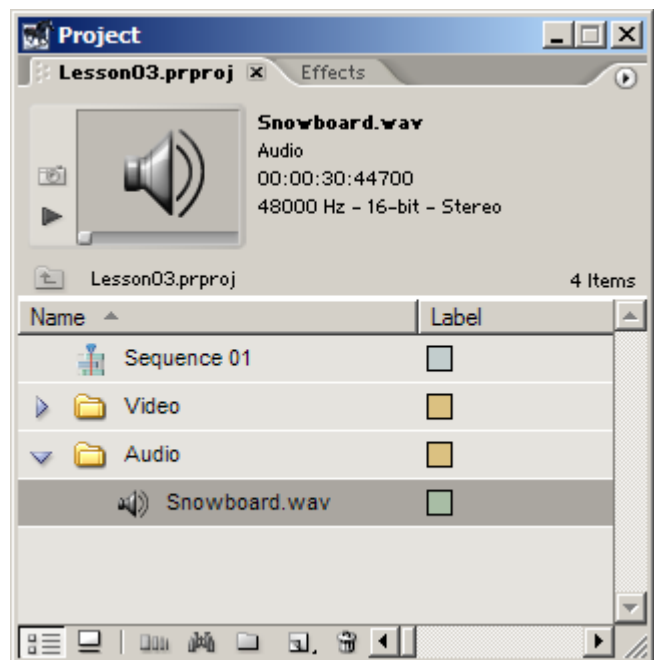 Project
Lesson03.prproj Effects
Snowboard.wav
Audio
00:00:30:44700
48000 Hz - 16-bit - Stereo
Lesson03.prproj 4 Items
Name Label
Sequence 01
Video
Audio
Snowboard.wav